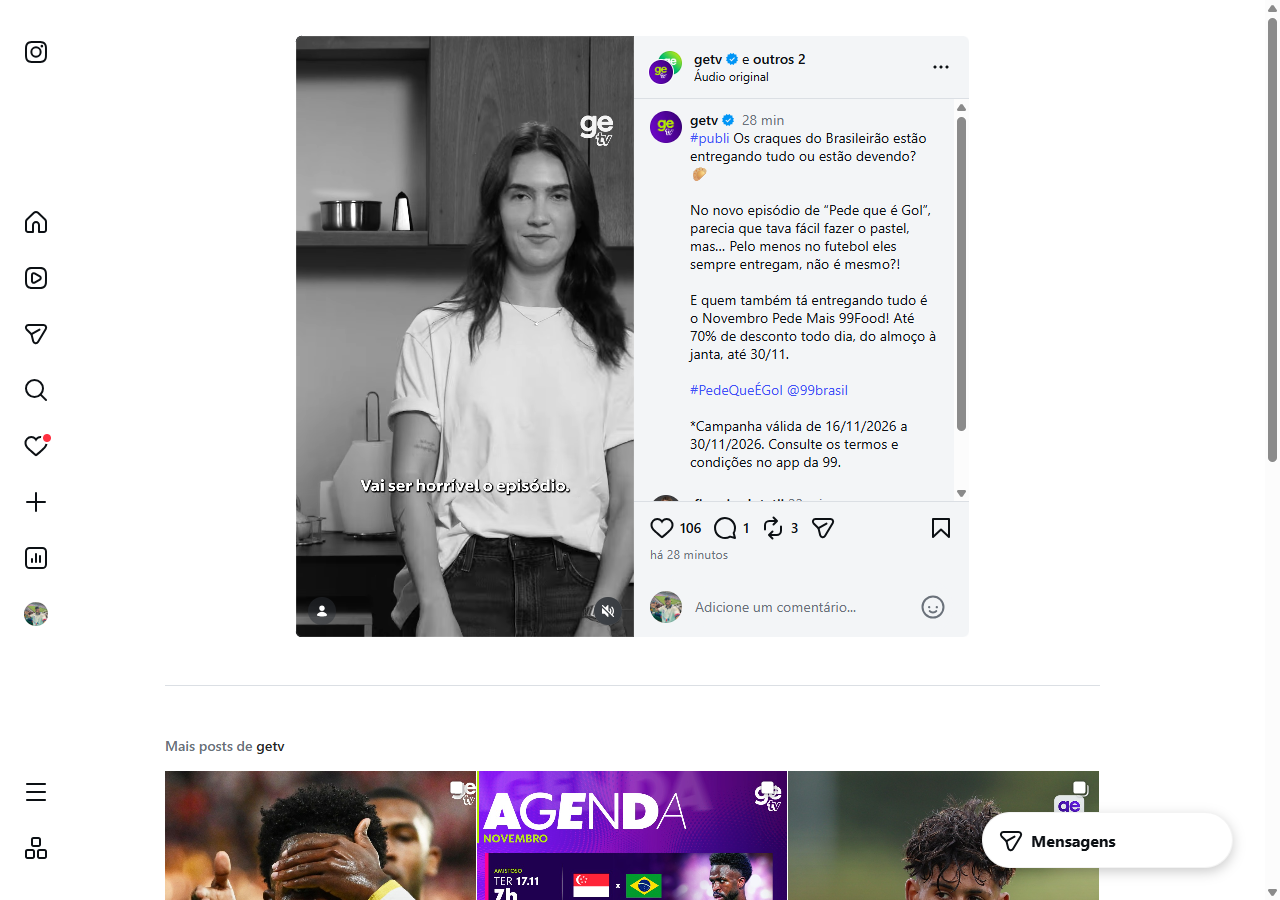 getv e outros 2
Áudio original
getv 28 min
#publi Os craques do Brasileirão estão
entregando tudo ou estão devendo?
🥟
No novo episódio de “Pede que é Gol”,
parecia que tava fácil fazer o pastel,
mas... Pelo menos no futebol eles
sempre entregam, não é mesmo?!
E quem também tá entregando tudo é
o Novembro Pede Mais 99Food! Até
70% de desconto todo dia, do almoço à
janta, até 30/11.
#PedeQueÉGol @99brasil
*Campanha válida de 16/11/2026 a
30/11/2026. Consulte os termos e
condições no app da 99.
ge
tv
Vai ser horrível o episódio.
106 1 3
há 28 minutos
Adicione um comentário...
Mais posts de getv
AGENDA
NOVEMBRO
AMISTOSO
TER 17.11
7h
x
ge
tv
ge
Mensagens